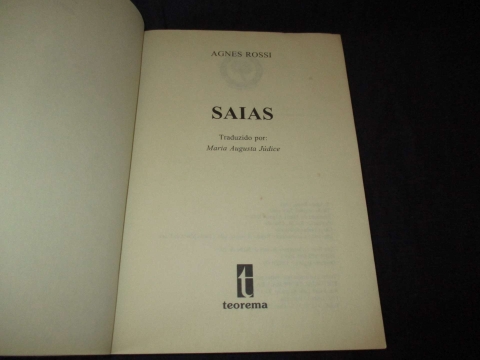 AGNES ROSSI
SAIAS
Traduzido por:
Maria Augusta Júdice
t
teorema